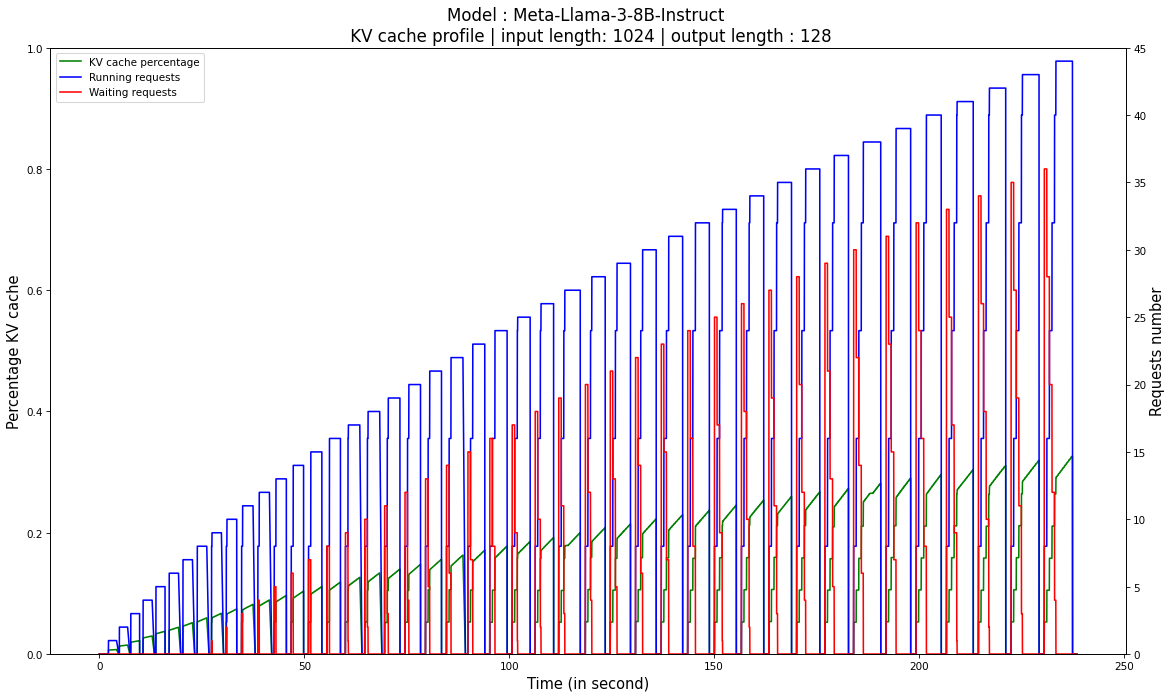 Model : Meta-Llama-3-8B-Instruct
KV cache profile | input length: 1024 | output length : 128
KV cache percentage
Running requests
Waiting requests
Percentage KV cache
1.0
0.8
0.6
0.4
0.2
0.0
45
40
35
30
25
20
15
10
5
0
Requests number
0
50
100
150
200
250
Time (in second)